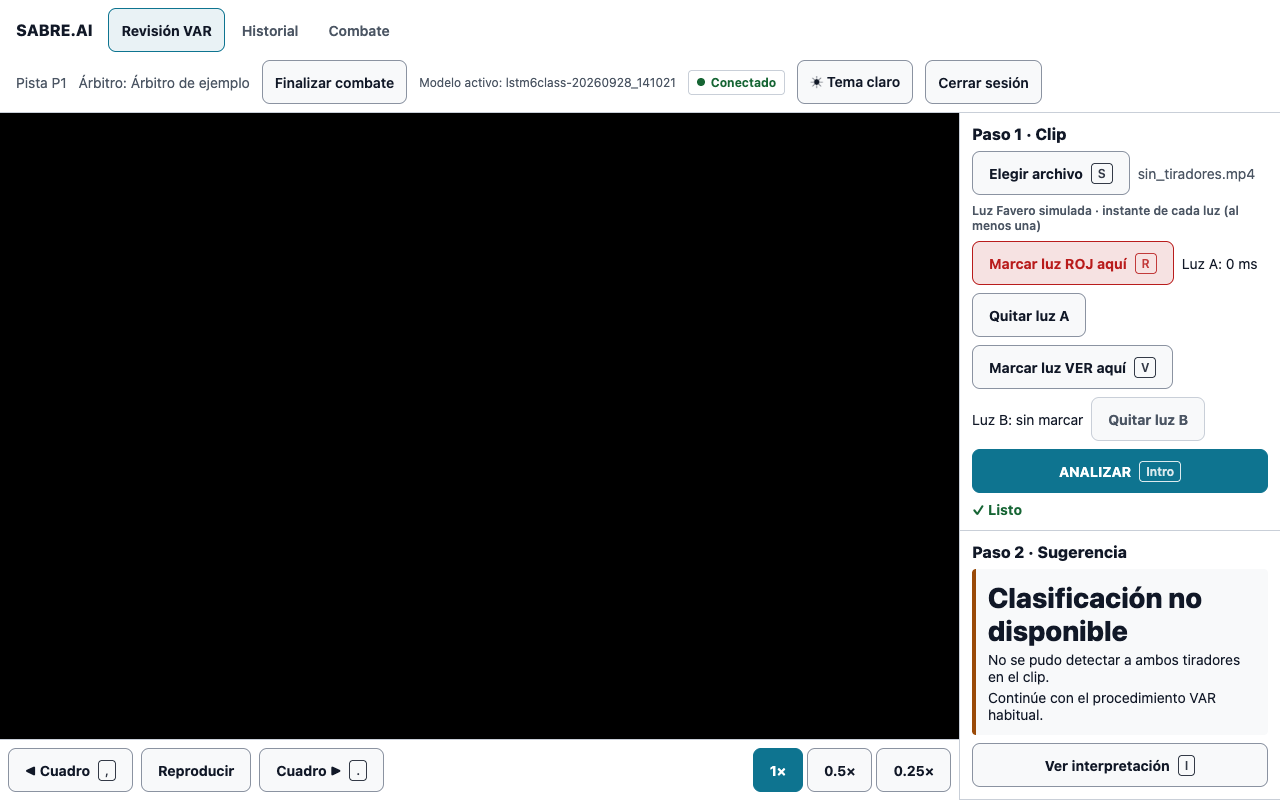 SABRE.AI Revisión VAR Historial Combate
Pista P1 Árbitro: Árbitro de ejemplo Finalizar combate Modelo activo: lstm6class-20260928_141021 Conectado ☀ Tema claro Cerrar sesión
Paso 1 · Clip
Elegir archivo S sin_tiradores.mp4
Luz Favero simulada · instante de cada luz (al
menos una)
Marcar luz ROJ aquí R Luz A: 0 ms
Quitar luz A
Marcar luz VER aquí V
Luz B: sin marcar Quitar luz B
ANALIZAR Intro
✓ Listo
Paso 2 · Sugerencia
Clasificación no
disponible
No se pudo detectar a ambos tiradores
en el clip.
Continúe con el procedimiento VAR
habitual.
Ver interpretación I
◄ Cuadro , Reproducir Cuadro ► . 1× 0.5× 0.25×